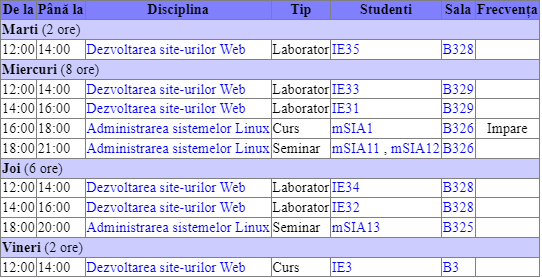 De la Până la Disciplina Tip Studenti Sala Frecvența
Marti (2 ore)
12:00 14:00 Dezvoltarea site-urilor Web Laborator IE35 B328
Miercuri (8 ore)
12:00 14:00 Dezvoltarea site-urilor Web Laborator IE33 B329
14:00 16:00 Dezvoltarea site-urilor Web Laborator IE31 B329
16:00 18:00 Administrarea sistemelor Linux Curs mSIA1 B326 Impare
18:00 21:00 Administrarea sistemelor Linux Seminar mSIA11 , mSIA12 B326
Joi (6 ore)
12:00 14:00 Dezvoltarea site-urilor Web Laborator IE34 B328
14:00 16:00 Dezvoltarea site-urilor Web Laborator IE32 B328
18:00 20:00 Administrarea sistemelor Linux Seminar mSIA13 B325
Vineri (2 ore)
12:00 14:00 Dezvoltarea site-urilor Web Curs IE3 B3